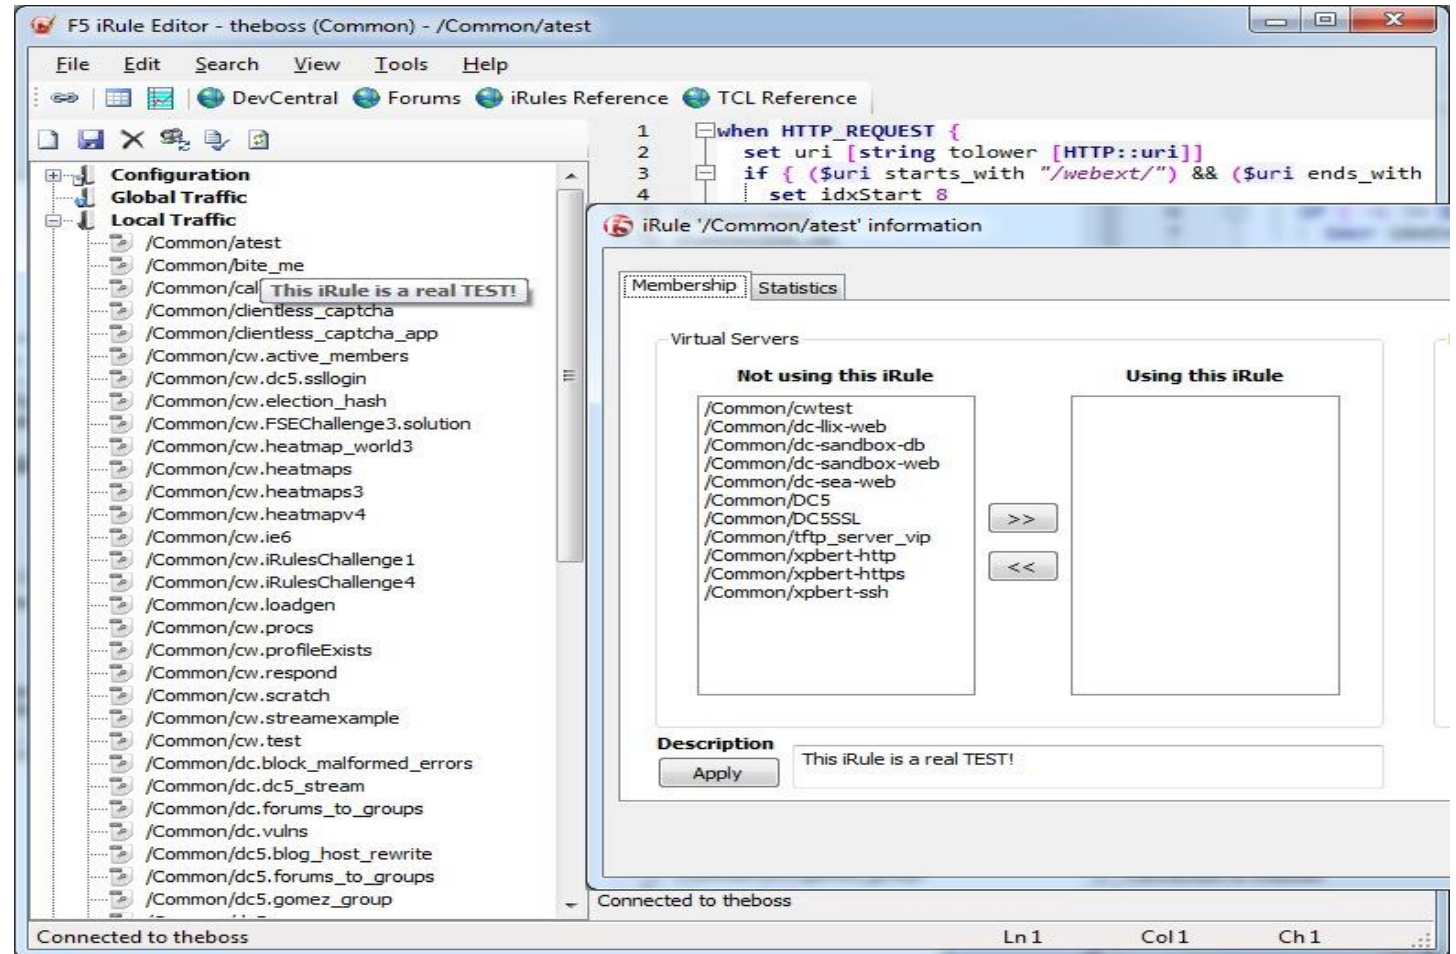 F5 iRule Editor - theboss (Common) - /Common/atest
File Edit Search View Tools Help
DevCentral Forums iRules Reference TCL Reference
Configuration
Global Traffic
Local Traffic
/Common/atest
/Common/bite_me
/Common/cal
This iRule is a real TEST!
/Common/clientless_captcha
/Common/clientless_captcha_app
/Common/cw.active_members
/Common/cw.dc5.ssllogin
/Common/cw.election_hash
/Common/cw.FSEChallenge3.solution
/Common/cw.heatmap_world3
/Common/cw.heatmaps
/Common/cw.heatmaps3
/Common/cw.heatmapv4
/Common/cw.ie6
/Common/cw.iRulesChallenge1
/Common/cw.iRulesChallenge4
/Common/cw.loadgen
/Common/cw.procs
/Common/cw.profileExists
/Common/cw.respond
/Common/cw.scratch
/Common/cw.streamexample
/Common/cw.test
/Common/dc.block_malformed_errors
/Common/dc.dc5_stream
/Common/dc.forums_to_groups
/Common/dc.vulns
/Common/dc5.blog_host_rewrite
/Common/dc5.forums_to_groups
/Common/dc5.gomez_group
1 when HTTP_REQUEST {
2 set uri [string tolower [HTTP::uri]]
3 if { ($uri starts_with "/webext/") && ($uri ends_with
4 set idxStart 8
iRule '/Common/atest' information
Membership Statistics
Virtual Servers
Not using this iRule
/Common/cwtest
/Common/dc-llix-web
/Common/dc-sandbox-db
/Common/dc-sandbox-web
/Common/dc-sea-web
/Common/DC5
/Common/DC5SSL
/Common/tftp_server_vip
/Common/xpbert-http
/Common/xpbert-https
/Common/xpbert-ssh
>>
<<
Using this iRule
Description
This iRule is a real TEST!
Apply
Connected to theboss
Connected to theboss Ln 1 Col 1 Ch 1